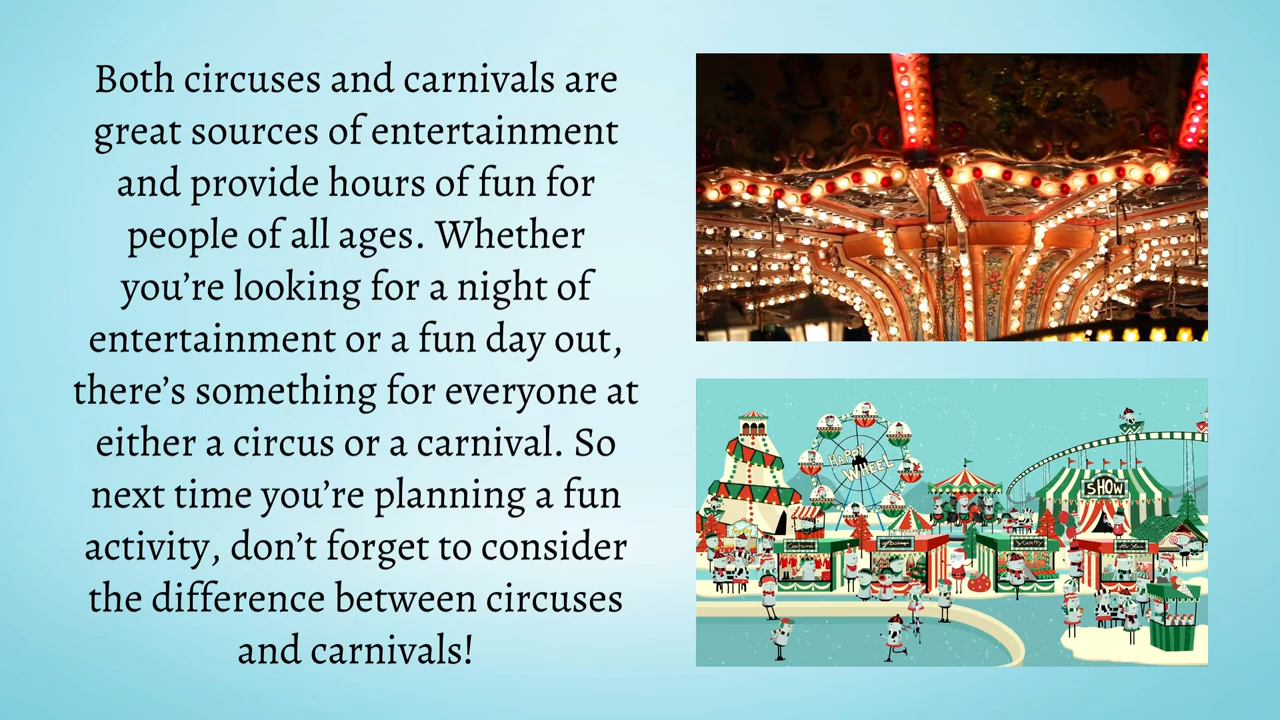 Both circuses and carnivals are
great sources of entertainment
and provide hours of fun for
people of all ages. Whether
you’re looking for a night of
entertainment or a fun day out,
there’s something for everyone at
either a circus or a carnival. So
next time you’re planning a fun
activity, don’t forget to consider
the difference between circuses
and carnivals!
HAPPY
WHEEL
SHOW